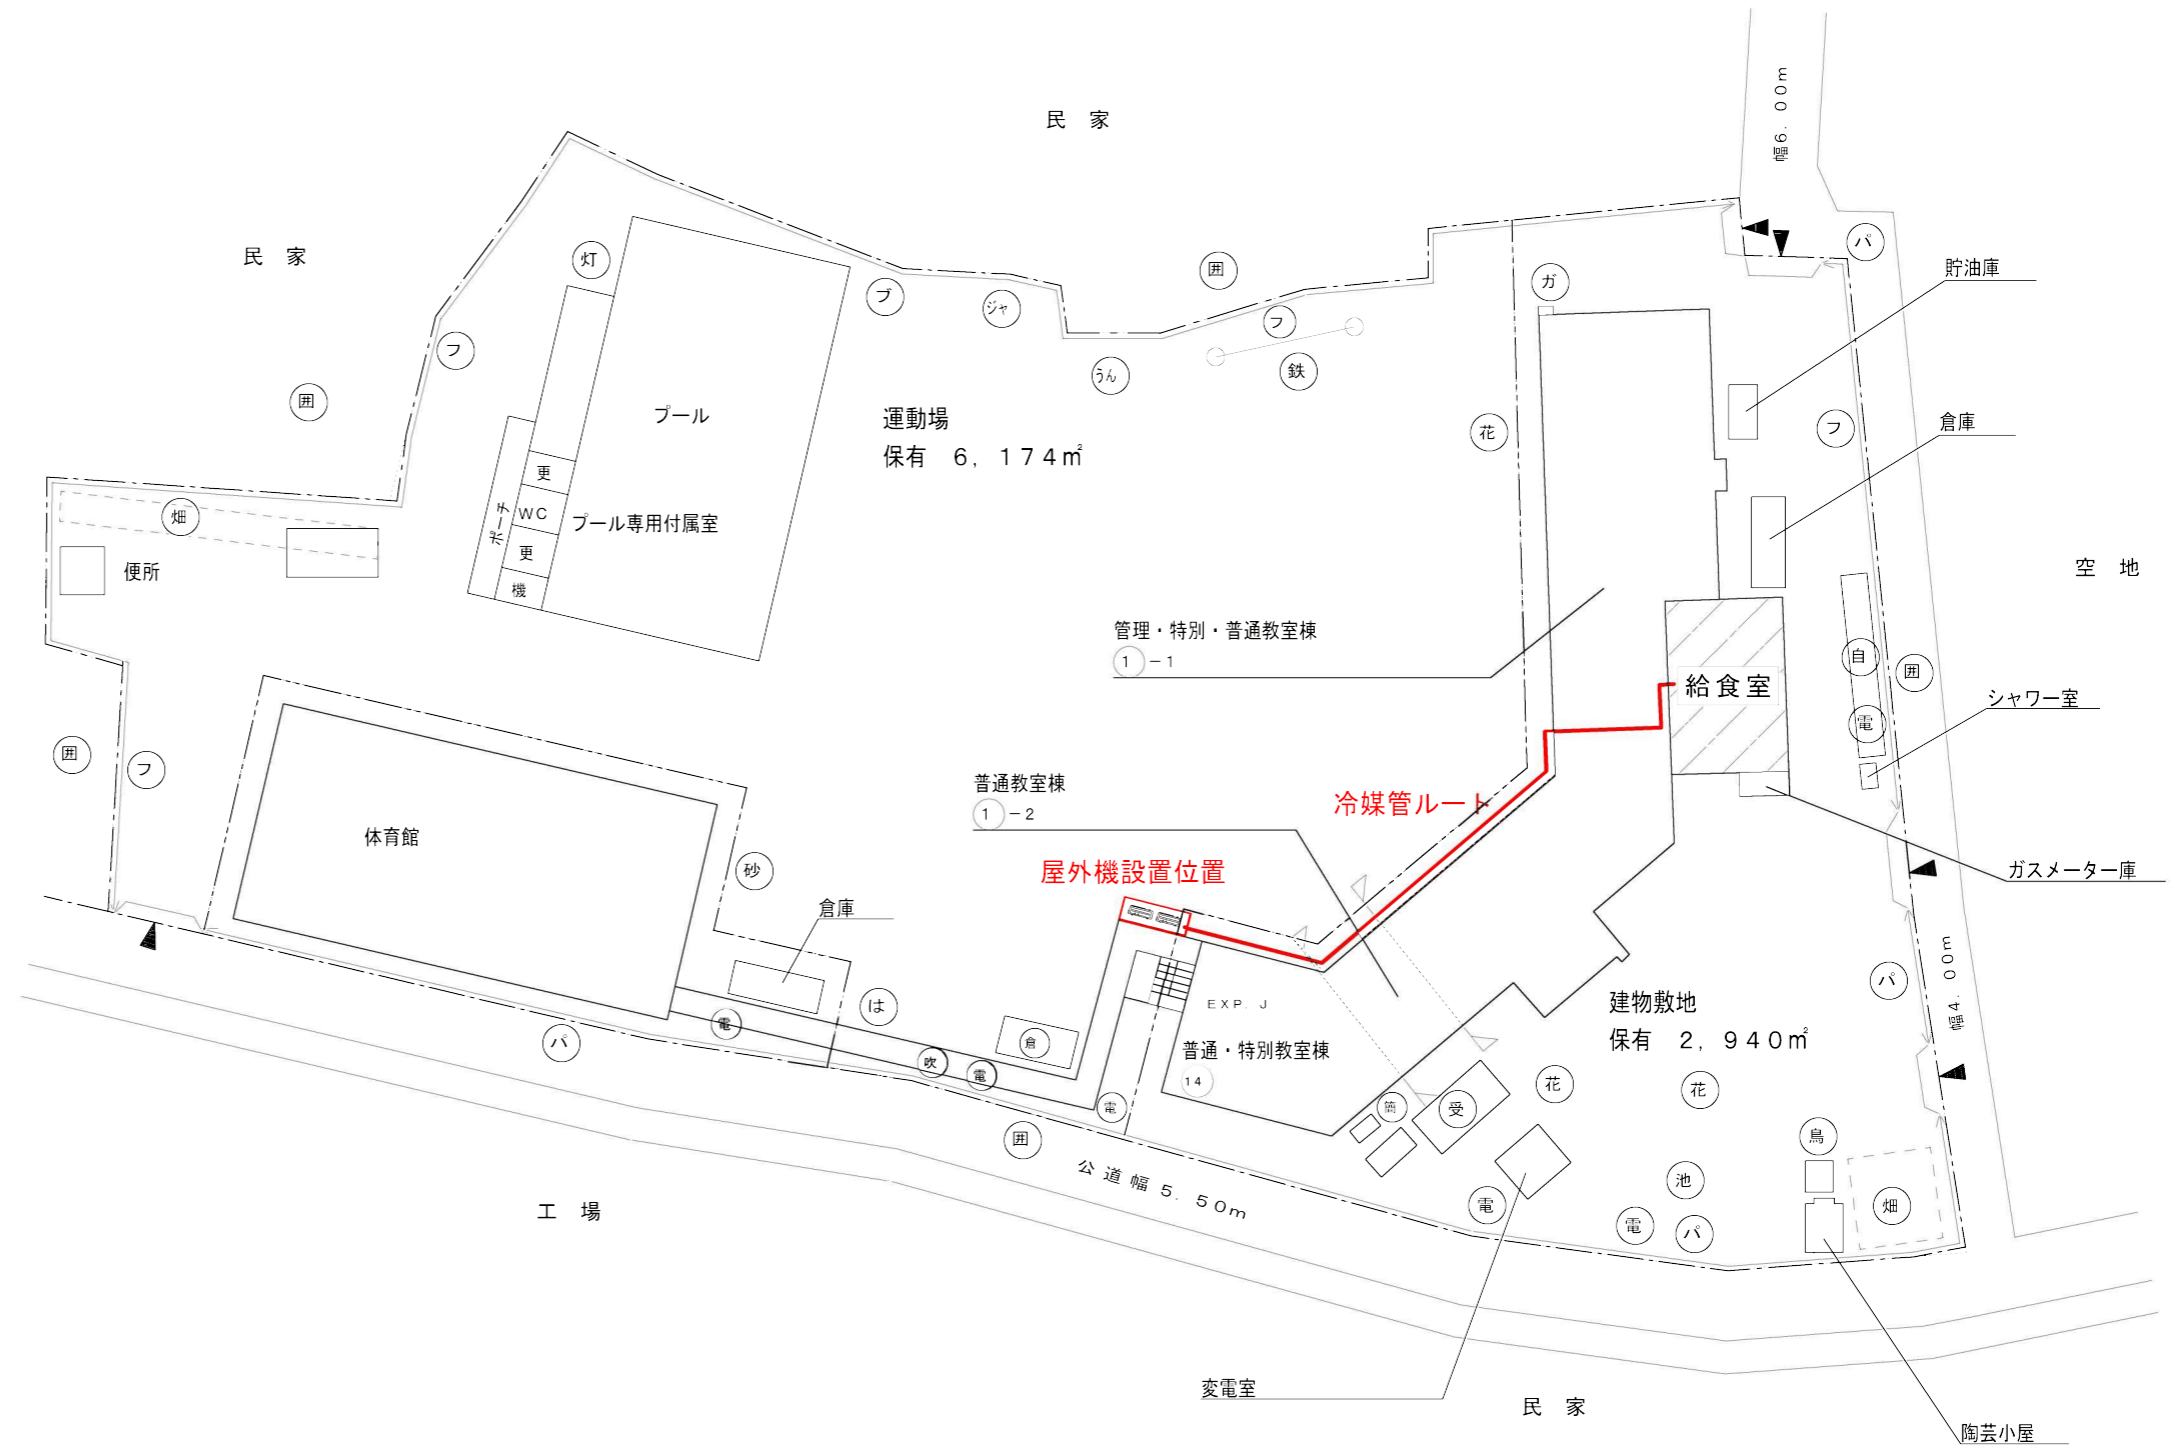 民　家
幅6.00m
民　家
灯
囲
パ
貯油庫
ブ
ジャ
ガ
フ
フ
うん
鉄
囲
プール
運動場
保有　6,174㎡
花
フ
倉庫
更
WC
ポーチ
プール専用付属室
更
機
畑
便所
空　地
管理・特別・普通教室棟
1 －1
自
囲
給食室
シャワー室
電
囲
フ
普通教室棟
1 －2
冷媒管ルート
体育館
砂
屋外機設置位置
ガスメーター庫
倉庫
は
パ
幅4.00m
EXP. J
建物敷地
保有　2,940㎡
電
パ
倉
普通・特別教室棟
14
吹
電
電
花
花
筒
受
囲
公道幅5.50m
鳥
池
畑
電
電
パ
工　場
変電室
民　家
陶芸小屋